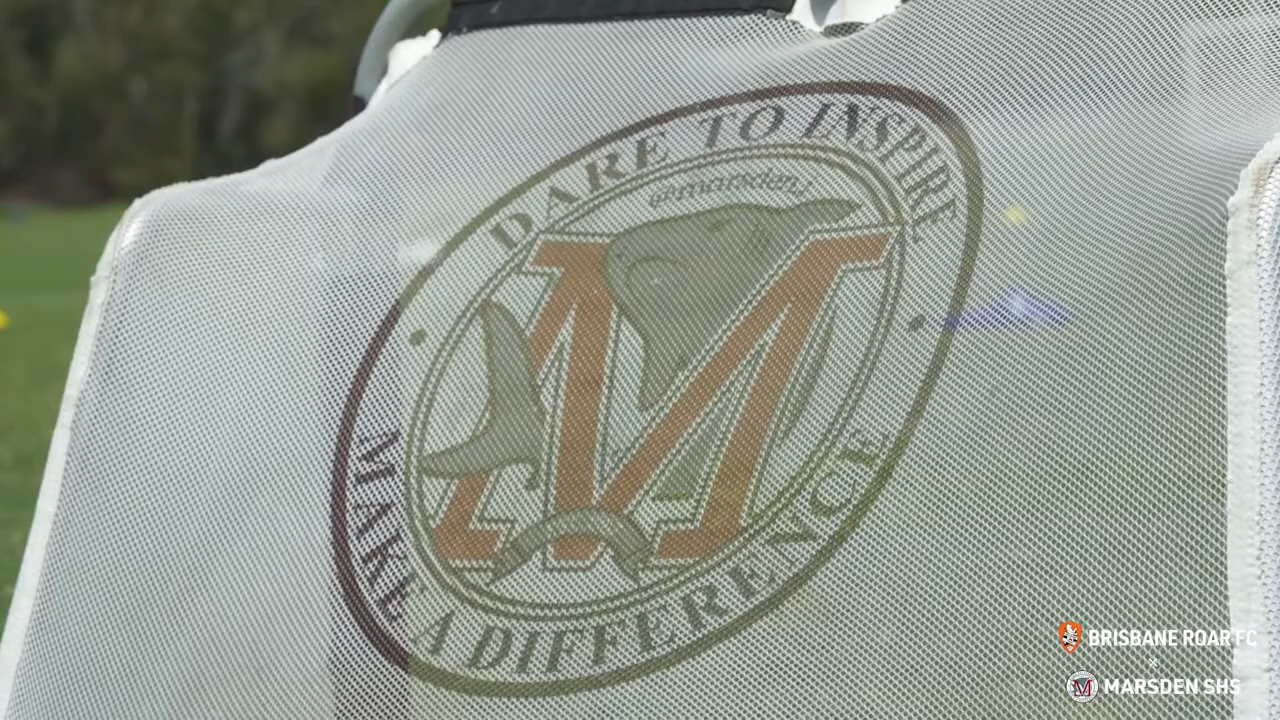 DARE TO INSPIRE
@marsden
M
MAKE A DIFFERENCE
BRISBANE ROAR FC
×
M
MARSDEN SHS